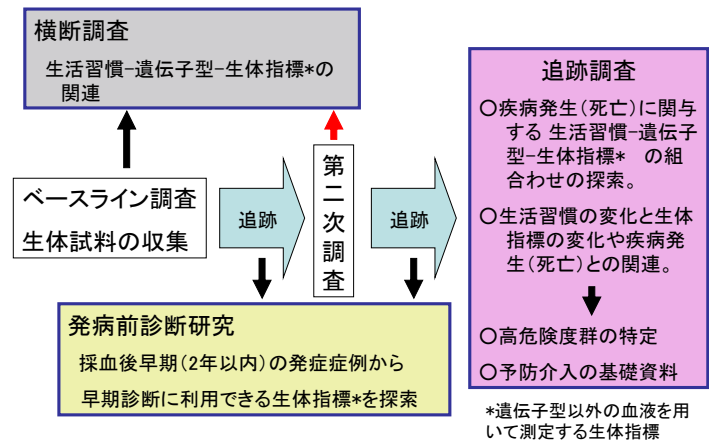 横断調査
生活習慣-遺伝子型-生体指標*の
関連
ベースライン調査
生体試料の収集
追跡
第二次調査
追跡
発病前診断研究
採血後早期(2年以内)の発症症例から
早期診断に利用できる生体指標*を探索
追跡調査
○疾病発生(死亡)に関与
する 生活習慣-遺伝子
型-生体指標* の組
合わせの探索。
○生活習慣の変化と生体
指標の変化や疾病発
生(死亡)との関連。
○高危険度群の特定
○予防介入の基礎資料
*遺伝子型以外の血液を用
いて測定する生体指標